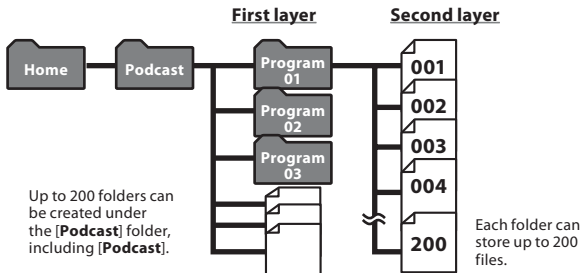 First layer
Second layer
Home
Podcast
Program
01
Program
02
Program
03
001
002
003
004
200
Up to 200 folders can
be created under
the [Podcast] folder,
including [Podcast].
Each folder can
store up to 200
files.